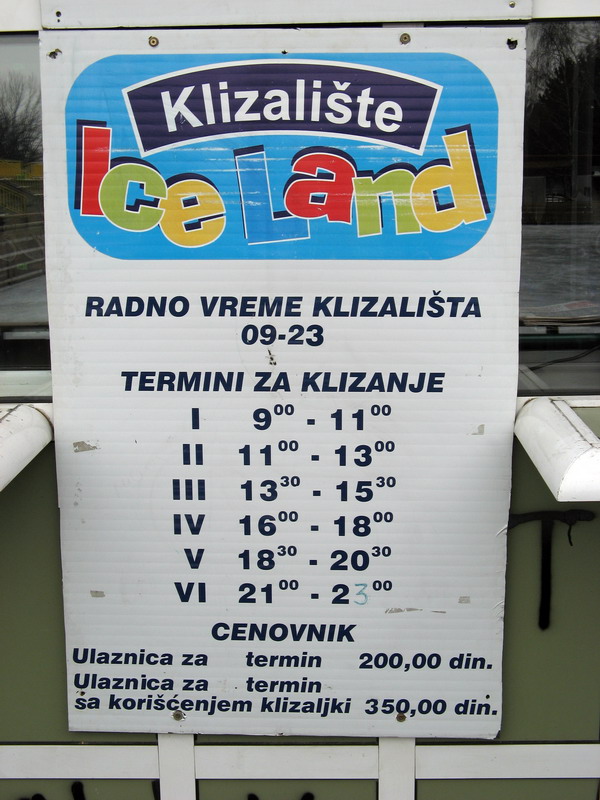 Klizalište
Ice Land
RADNO VREME KLIZALIŠTA
09-23
TERMINI ZA KLIZANJE
I 9⁰⁰ - 11⁰⁰
II 11⁰⁰ - 13⁰⁰
III 13³⁰ - 15³⁰
IV 16⁰⁰ - 18⁰⁰
V 18³⁰ - 20³⁰
VI 21⁰⁰ - 23⁰⁰
CENOVNIK
Ulaznica za termin 200,00 din.
Ulaznica za termin
sa korišćenjem klizaljki 350,00 din.